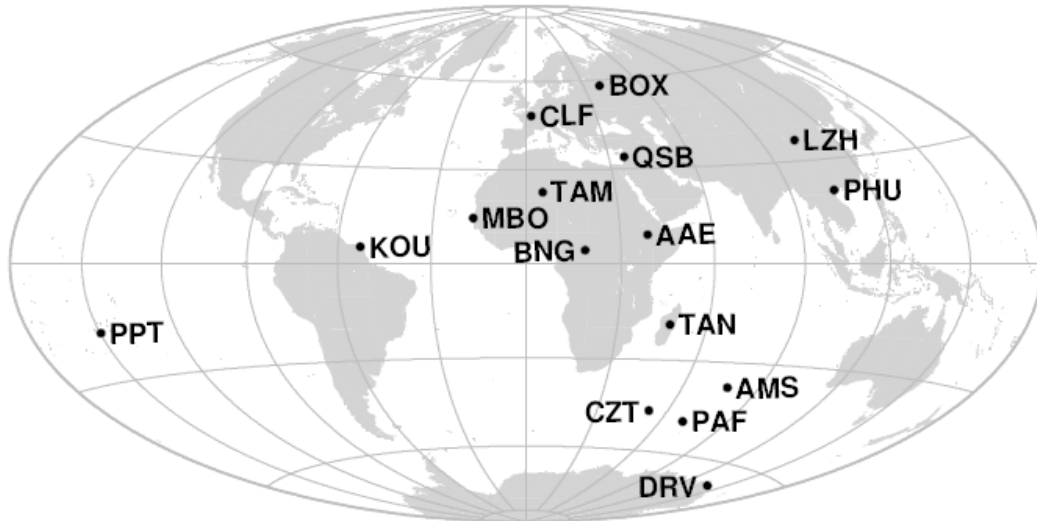 BOX
CLF
LZH
QSB
TAM
PHU
MBO
AAE
KOU
BNG
TAN
PPT
AMS
CZT
PAF
DRV